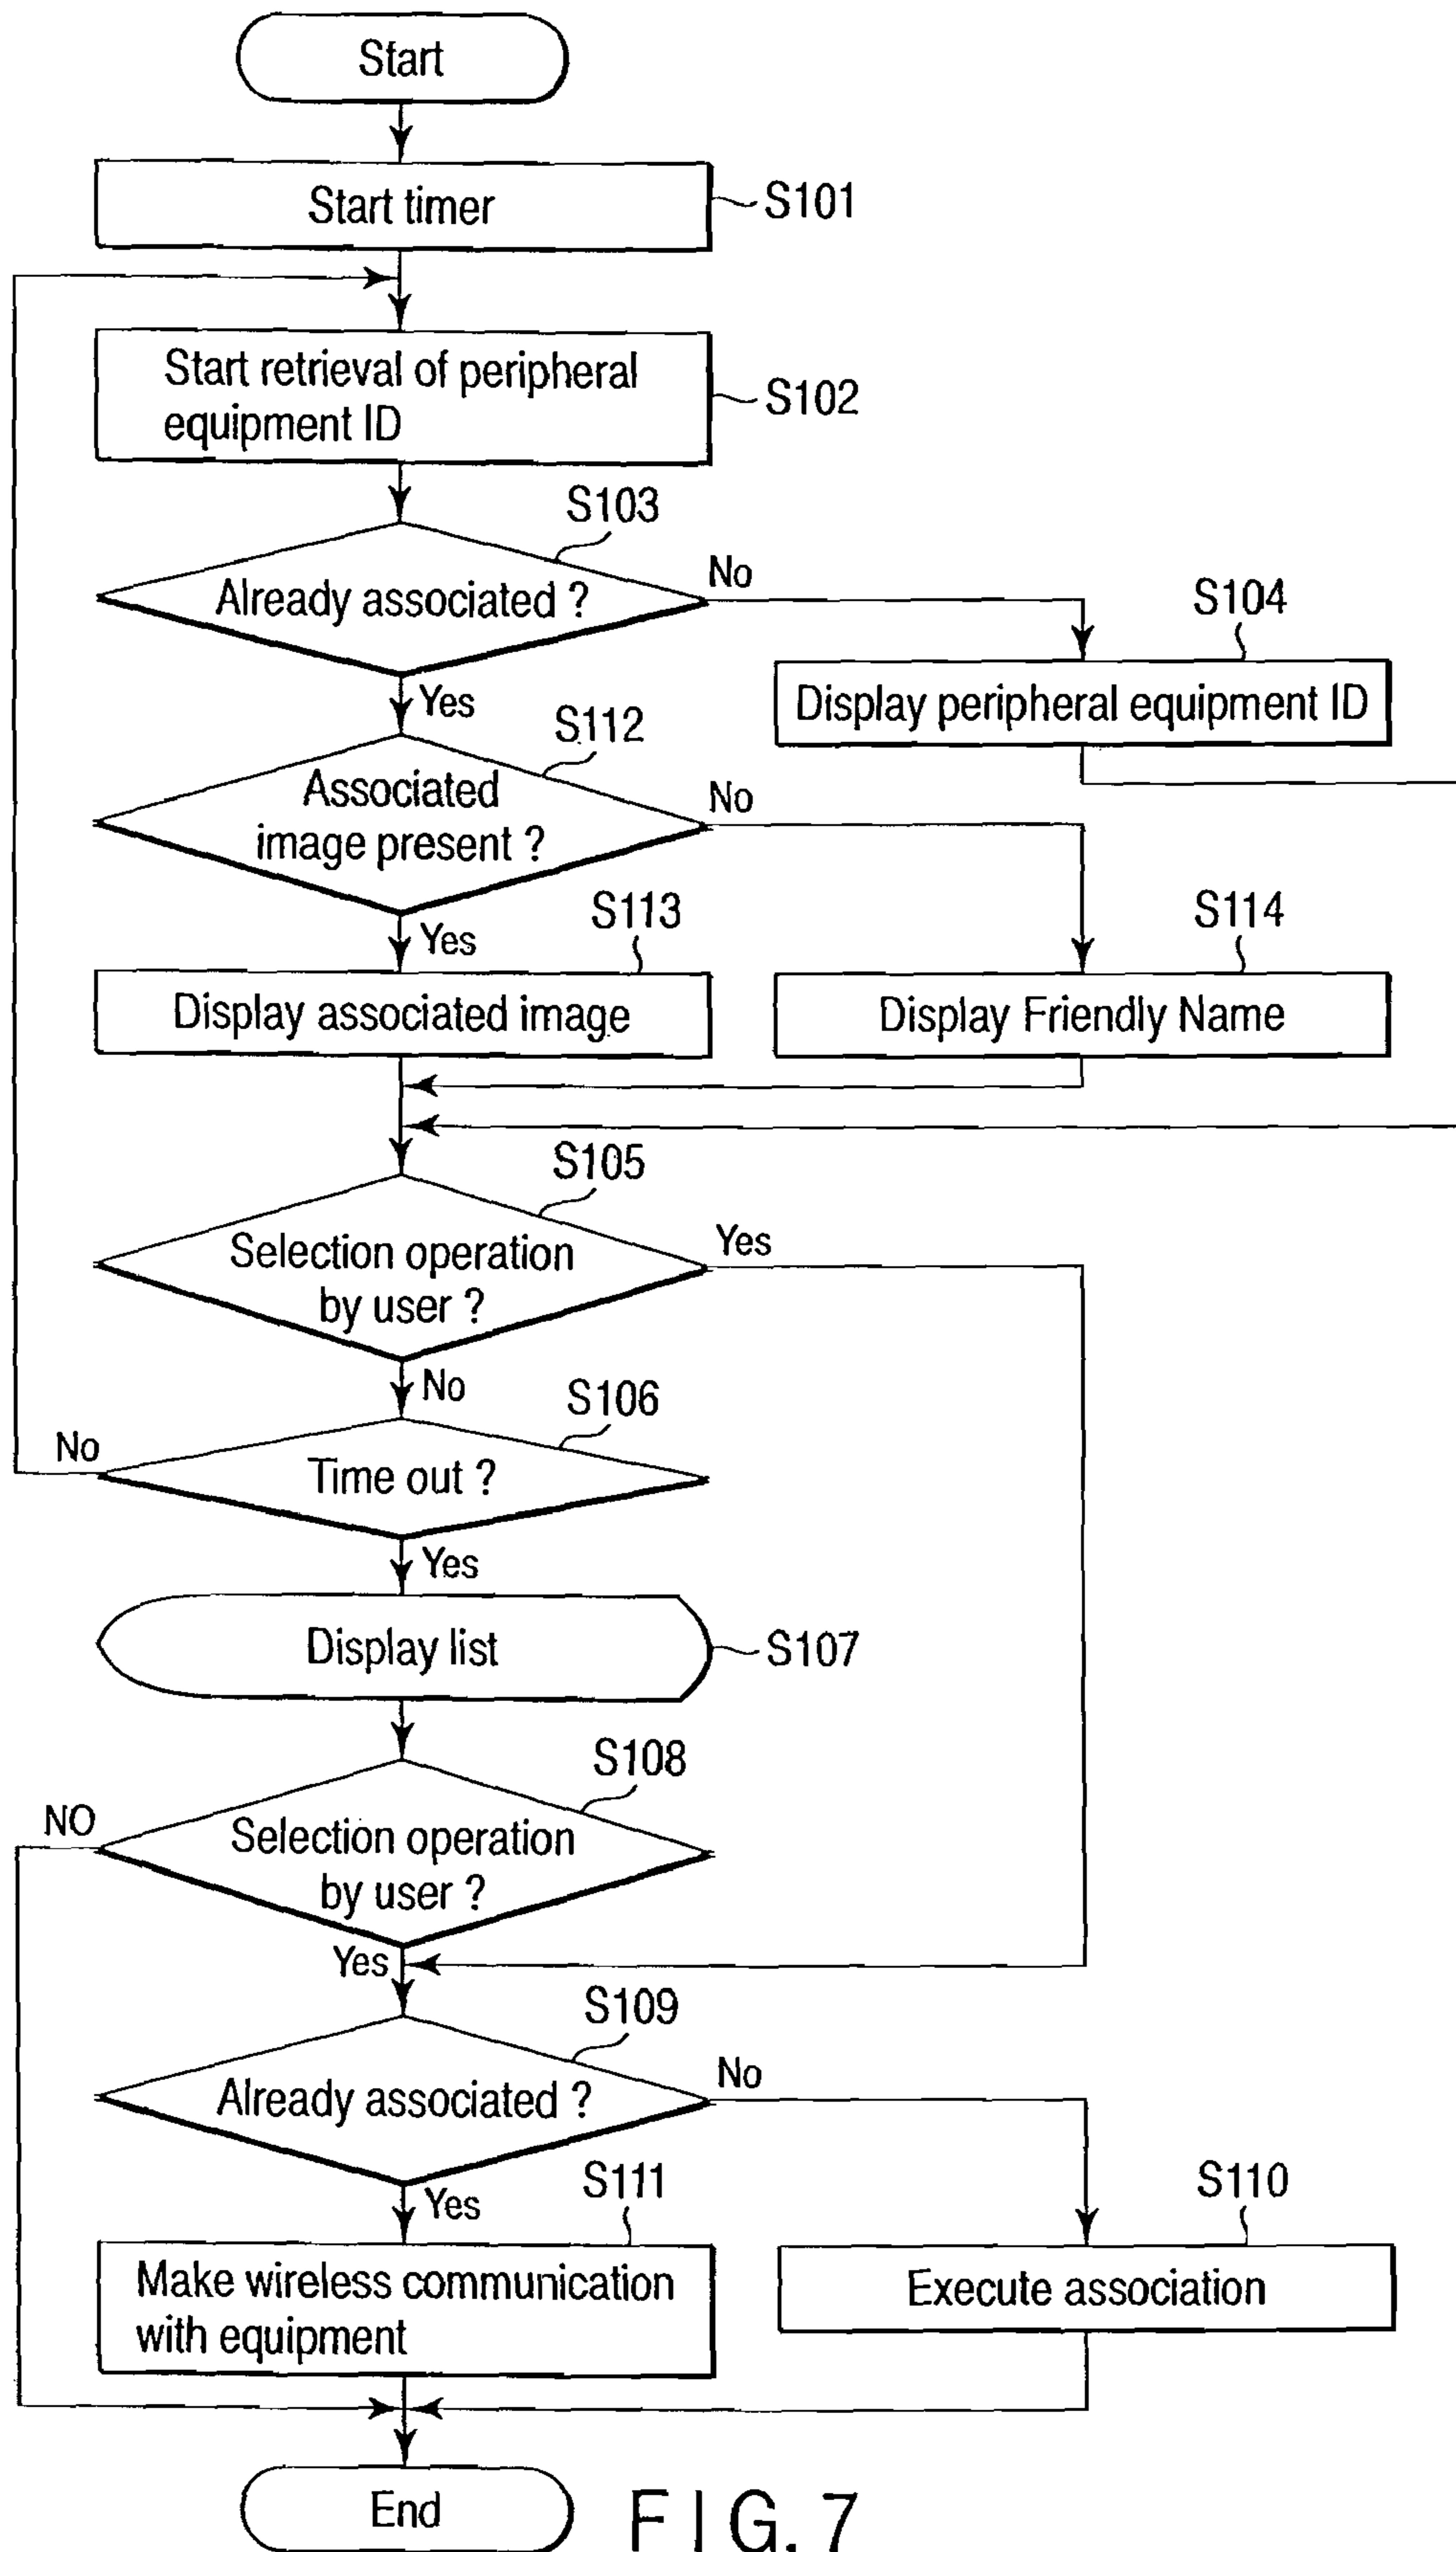 Start
Start timer
S101
Start retrieval of peripheral
equipment ID
S102
S103
Already associated ?
No
Yes
S104
Display peripheral equipment ID
S112
Associated
image present ?
No
Yes
S113
Display associated image
S114
Display Friendly Name
S105
Selection operation
by user ?
Yes
No
S106
Time out ?
No
Yes
Display list
S107
S108
Selection operation
by user ?
NO
Yes
S109
Already associated ?
No
Yes
S111
Make wireless communication
with equipment
S110
Execute association
End
FIG. 7